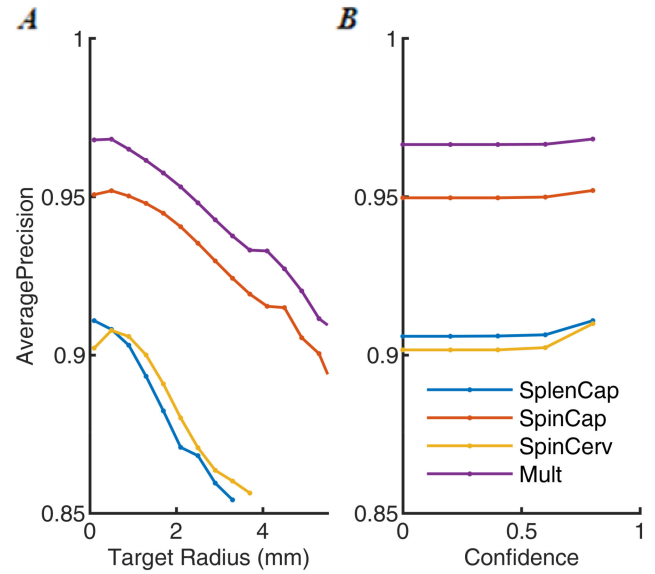 A
B
1
0.95
0.9
0.85
AveragePrecision
0
2
4
Target Radius (mm)
1
0.95
0.9
0.85
SplenCap
SpinCap
SpinCerv
Mult
0
0.5
1
Confidence